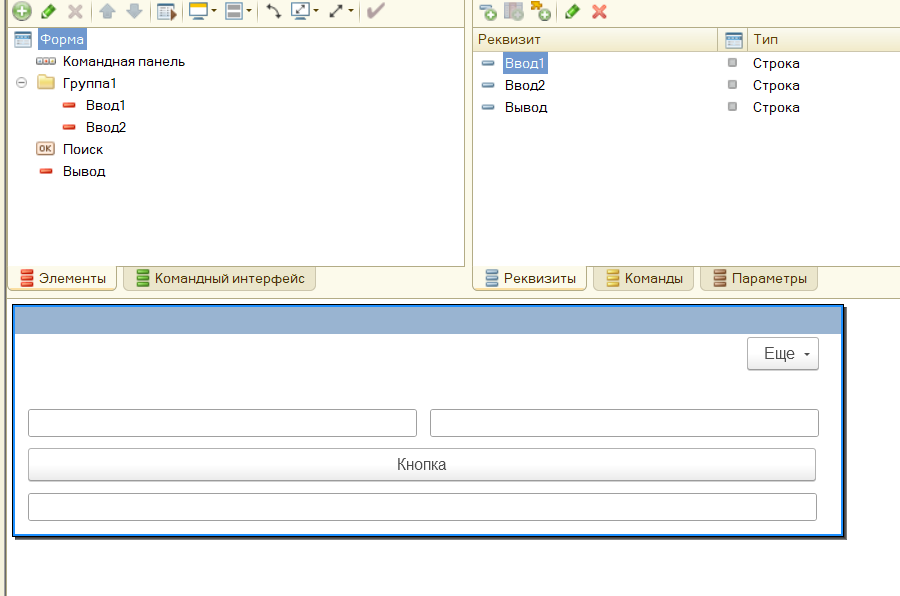 Форма
Командная панель
Группа1
Ввод1
Ввод2
OK Поиск
Вывод
Элементы Командный интерфейс
Реквизит Тип
Ввод1 Строка
Ввод2 Строка
Вывод Строка
Реквизиты Команды Параметры
Еще
Кнопка